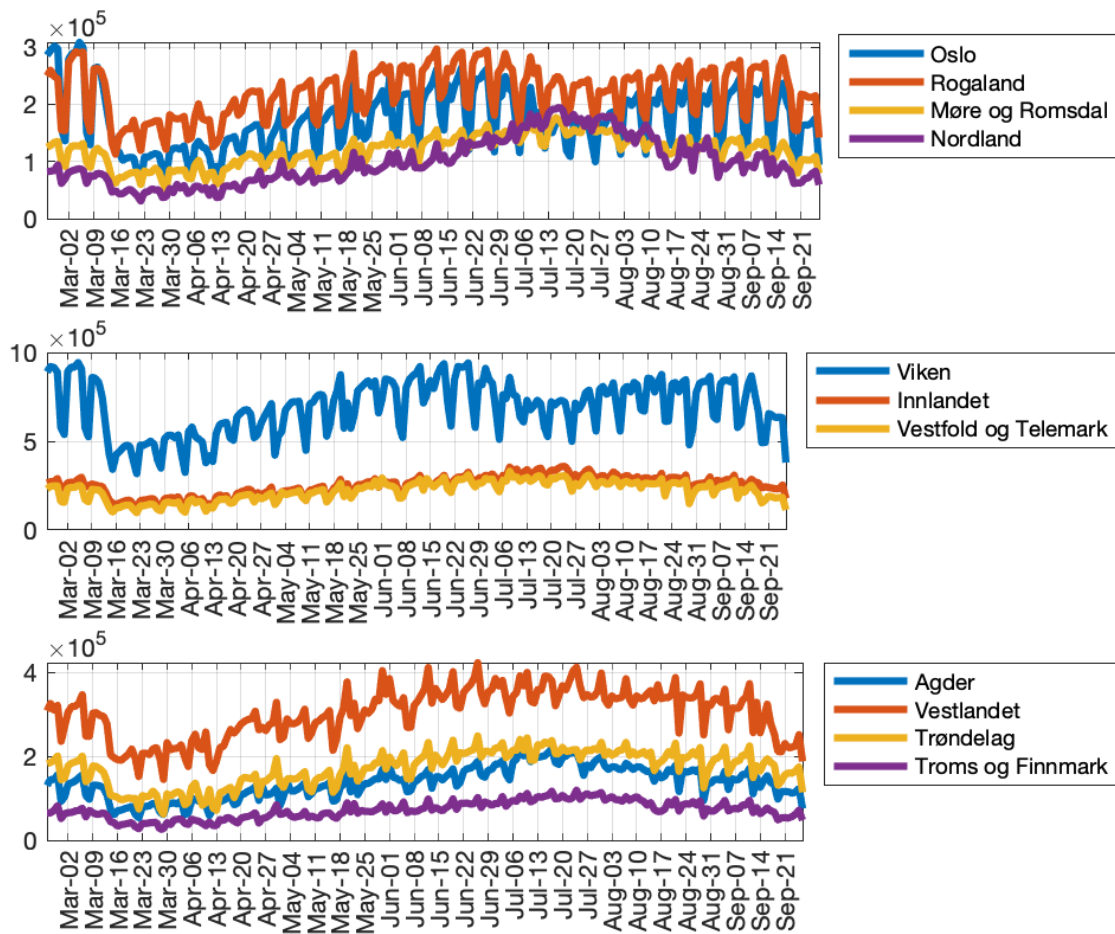 ×10⁵
3
2
1
0
Mar-02
Mar-09
Mar-16
Mar-23
Mar-30
Apr-06
Apr-13
Apr-20
Apr-27
May-04
May-11
May-18
May-25
Jun-01
Jun-08
Jun-15
Jun-22
Jun-29
Jul-06
Jul-13
Jul-20
Jul-27
Aug-03
Aug-10
Aug-17
Aug-24
Aug-31
Sep-07
Sep-14
Sep-21
Oslo
Rogaland
Møre og Romsdal
Nordland
×10⁵
10
5
0
Mar-02
Mar-09
Mar-16
Mar-23
Mar-30
Apr-06
Apr-13
Apr-20
Apr-27
May-04
May-11
May-18
May-25
Jun-01
Jun-08
Jun-15
Jun-22
Jun-29
Jul-06
Jul-13
Jul-20
Jul-27
Aug-03
Aug-10
Aug-17
Aug-24
Aug-31
Sep-07
Sep-14
Sep-21
Viken
Innlandet
Vestfold og Telemark
×10⁵
4
2
0
Mar-02
Mar-09
Mar-16
Mar-23
Mar-30
Apr-06
Apr-13
Apr-20
Apr-27
May-04
May-11
May-18
May-25
Jun-01
Jun-08
Jun-15
Jun-22
Jun-29
Jul-06
Jul-13
Jul-20
Jul-27
Aug-03
Aug-10
Aug-17
Aug-24
Aug-31
Sep-07
Sep-14
Sep-21
Agder
Vestlandet
Trøndelag
Troms og Finnmark